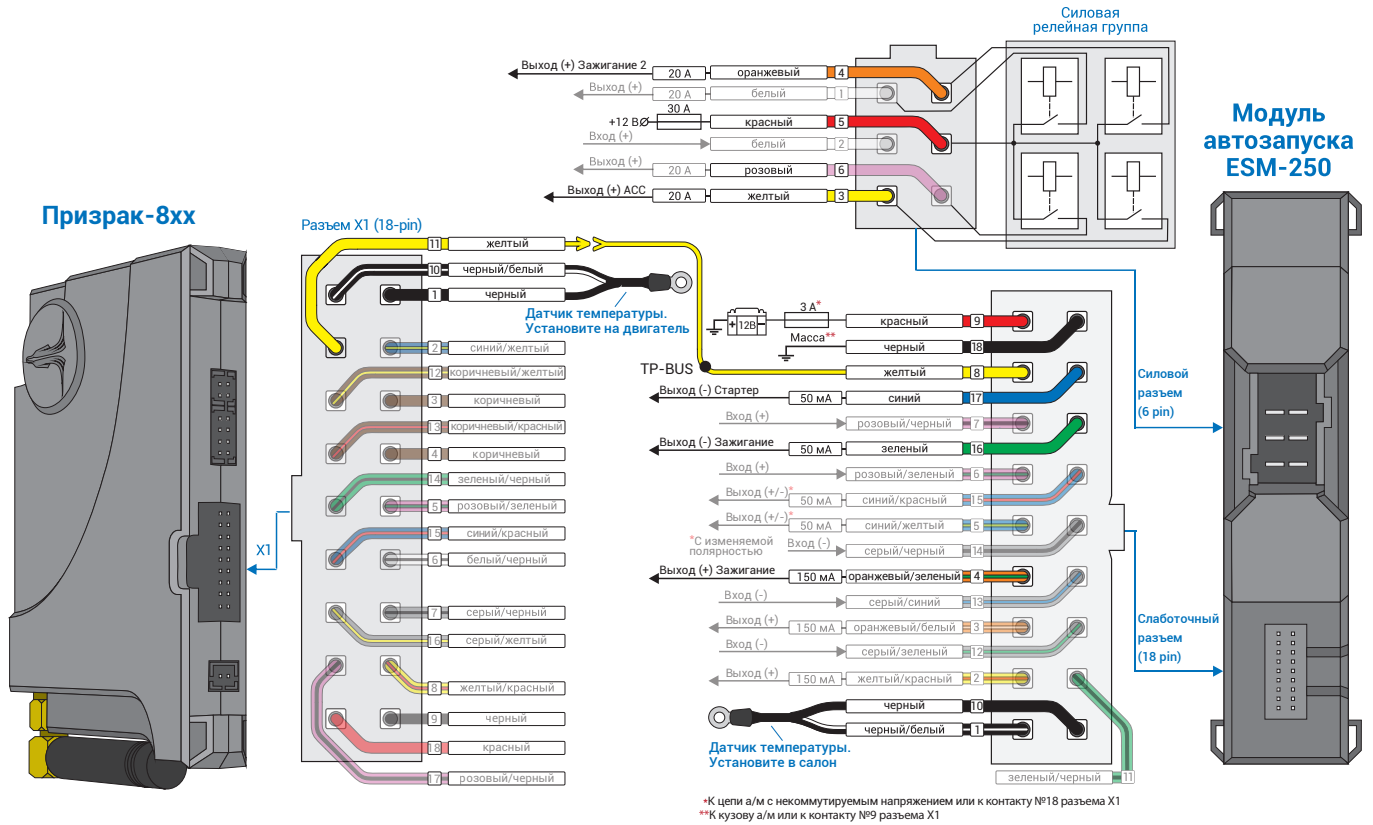 Силовая
релейная группа
Выход (+) Зажигания 2
20 А
оранжевый
4
Выход (+)
20 А
белый
1
30 А
+12 В
красный
5
Вход (+)
белый
2
Выход (+)
20 А
розовый
6
Выход (+) АСС
20 А
желтый
3
Модуль
автозапуска
ESM-250
Призрак-8хх
Разъем Х1 (18-pin)
11
желтый
10
черный/белый
1
черный
Датчик температуры.
Установите на двигатель
2
синий/желтый
12
коричневый/желтый
3
коричневый
13
коричневый/красный
4
коричневый
14
зеленый/черный
5
розовый/зеленый
15
синий/красный
6
белый/черный
7
серый/черный
16
серый/желтый
8
желтый/красный
9
черный
18
красный
17
розовый/черный
X1
12В
3 А*
красный
9
Масса**
черный
18
TP-BUS
желтый
8
Выход (-) Стартер
50 мА
синий
17
Вход (+)
розовый/черный
7
Выход (-) Зажигание
50 мА
зеленый
16
Вход (+)
розовый/зеленый
6
Выход (+/-)*
50 мА
синий/красный
15
Выход (+/-)*
50 мА
синий/желтый
5
*С изменяемой
полярностью
Вход (-)
серый/черный
14
Выход (+) Зажигание
150 мА
оранжевый/зеленый
4
Вход (-)
серый/синий
13
Выход (+)
150 мА
оранжевый/белый
3
Вход (-)
серый/зеленый
12
Выход (+)
150 мА
желтый/красный
2
черный
10
черный/белый
1
Датчик температуры.
Установите в салон
зеленый/черный
11
Силовой
разъем
(6 pin)
Слаботочный
разъем
(18 pin)
*К цепи а/м с некоммутируемым напряжением или к контакту №18 разъема Х1
**К кузову а/м или к контакту №9 разъема Х1